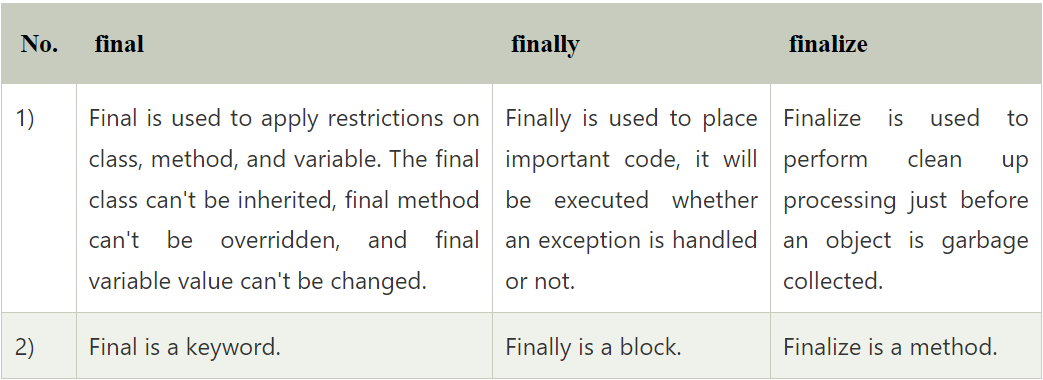 No. final finally finalize
1) Final is used to apply restrictions on
class, method, and variable. The final
class can't be inherited, final method
can't be overridden, and final
variable value can't be changed.
Finally is used to place
important code, it will
be executed whether
an exception is handled
or not.
Finalize is used to
perform clean up
processing just before
an object is garbage
collected.
2) Final is a keyword. Finally is a block. Finalize is a method.